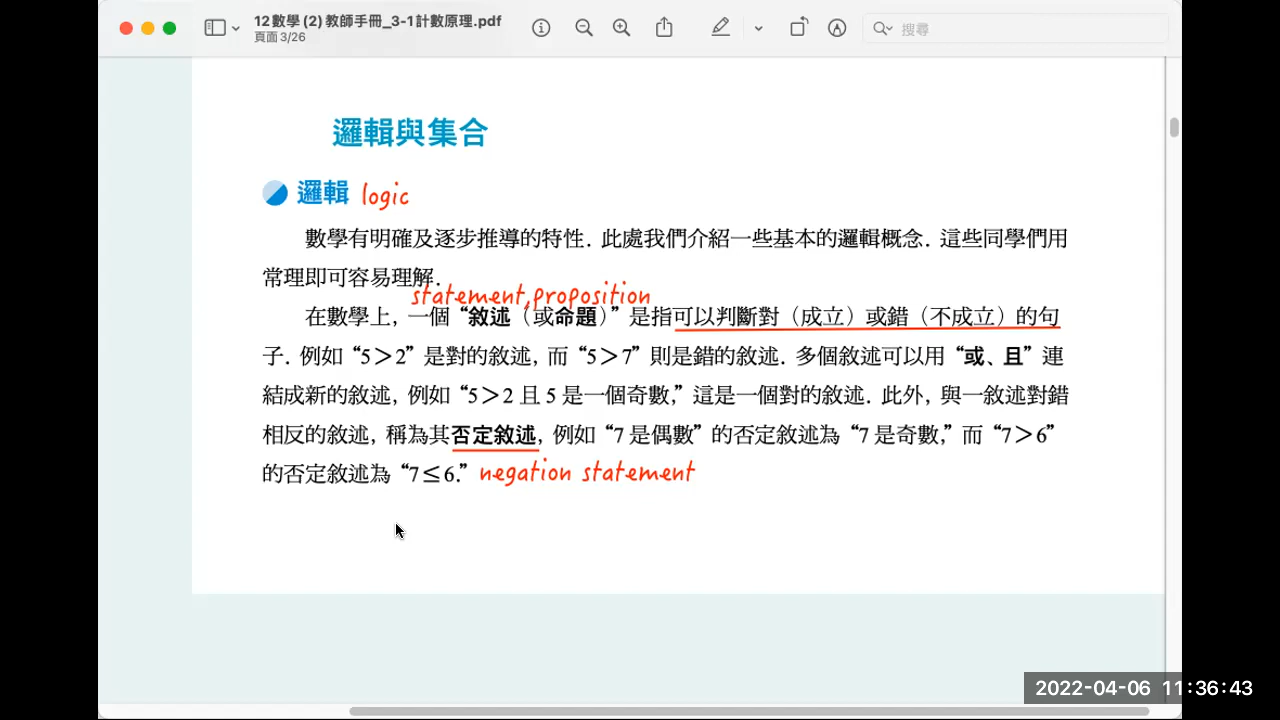 12數學 (2) 教師手冊_3-1計數原理.pdf
頁面 3/26
搜尋
邏輯與集合
邏輯 logic
數學有明確及逐步推導的特性．此處我們介紹一些基本的邏輯概念．這些同學們用
常理即可容易理解．
statement, proposition
在數學上，一個“敘述（或命題）”是指可以判斷對（成立）或錯（不成立）的句
子．例如“5＞2”是對的敘述，而“5＞7”則是錯的敘述．多個敘述可以用“或、且”連
結成新的敘述，例如“5＞2 且 5 是一個奇數，”這是一個對的敘述．此外，與一敘述對錯
相反的敘述，稱為其否定敘述，例如“7 是偶數”的否定敘述為“7 是奇數，”而“7＞6”
的否定敘述為“7≤6.” negation statement
2022-04-06 11:36:43